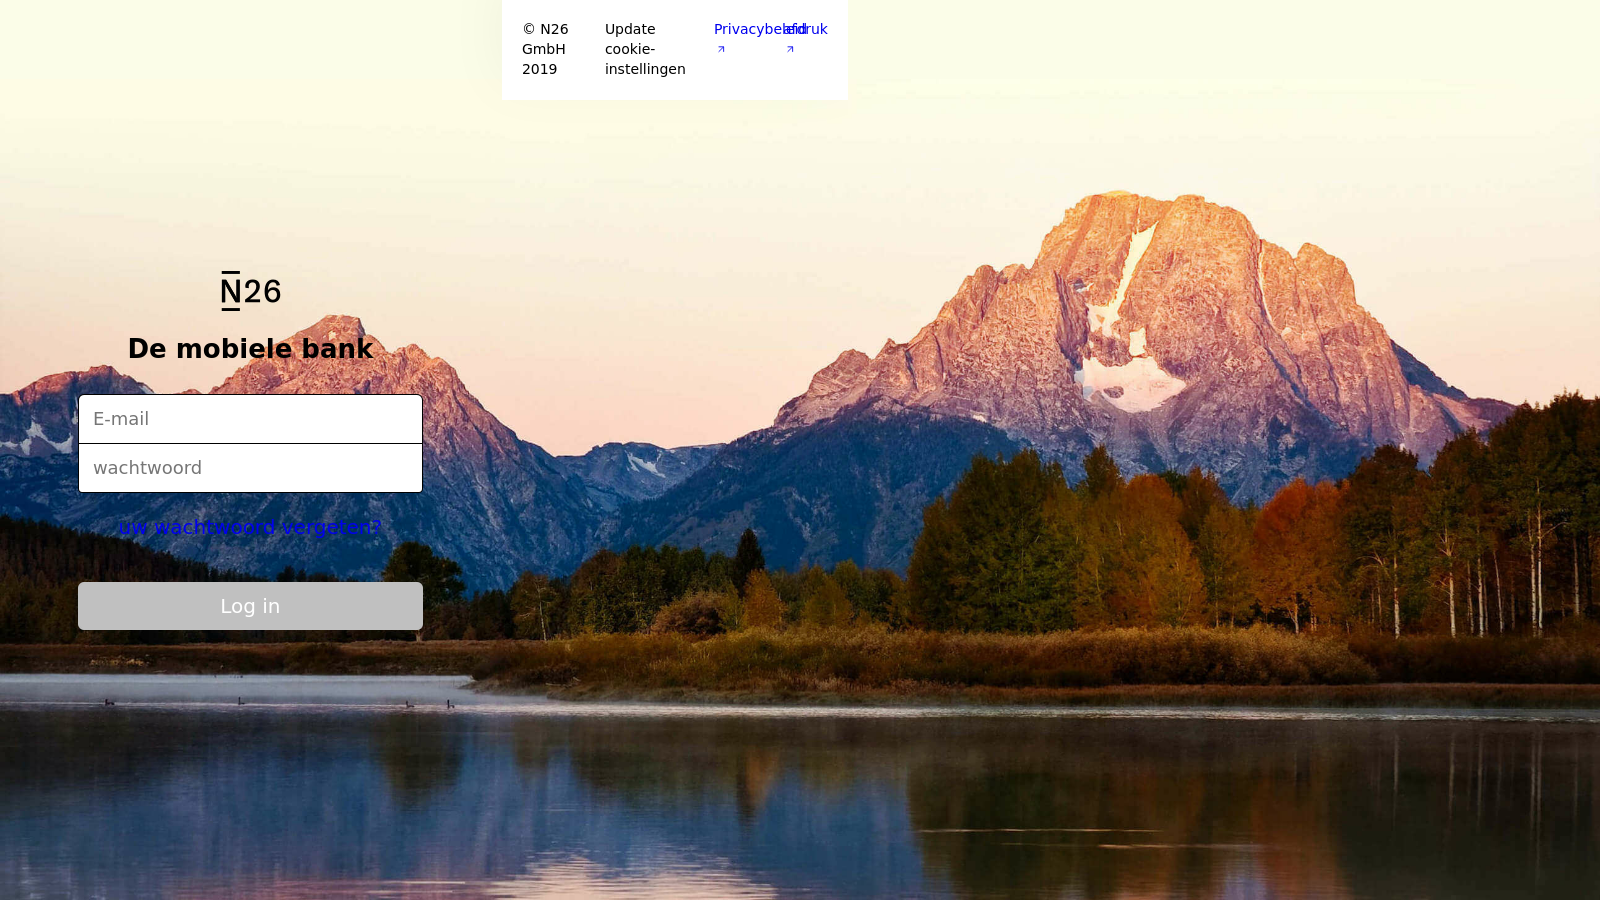 © N26
GmbH
2019
Update
cookie-
instellingen
Privacybeleid
afdruk
N26
De mobiele bank
E-mail
wachtwoord
uw wachtwoord vergeten?
Log in